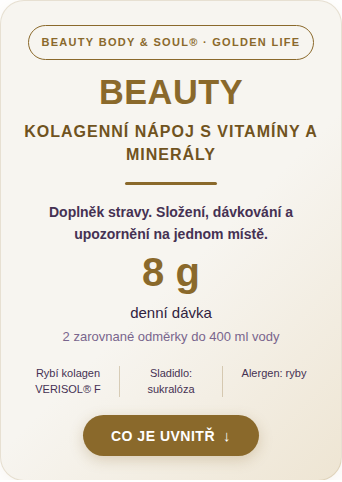 BEAUTY BODY & SOUL® · GOLDEN LIFE
BEAUTY
KOLAGENNÍ NÁPOJ S VITAMÍNY A
MINERÁLY
Doplněk stravy. Složení, dávkování a
upozornění na jednom místě.
8 g
denní dávka
2 zarovnané odměrky do 400 ml vody
Rybí kolagen
VERISOL® F
Sladidlo:
sukralóza
Alergen: ryby
CO JE UVNITŘ ↓